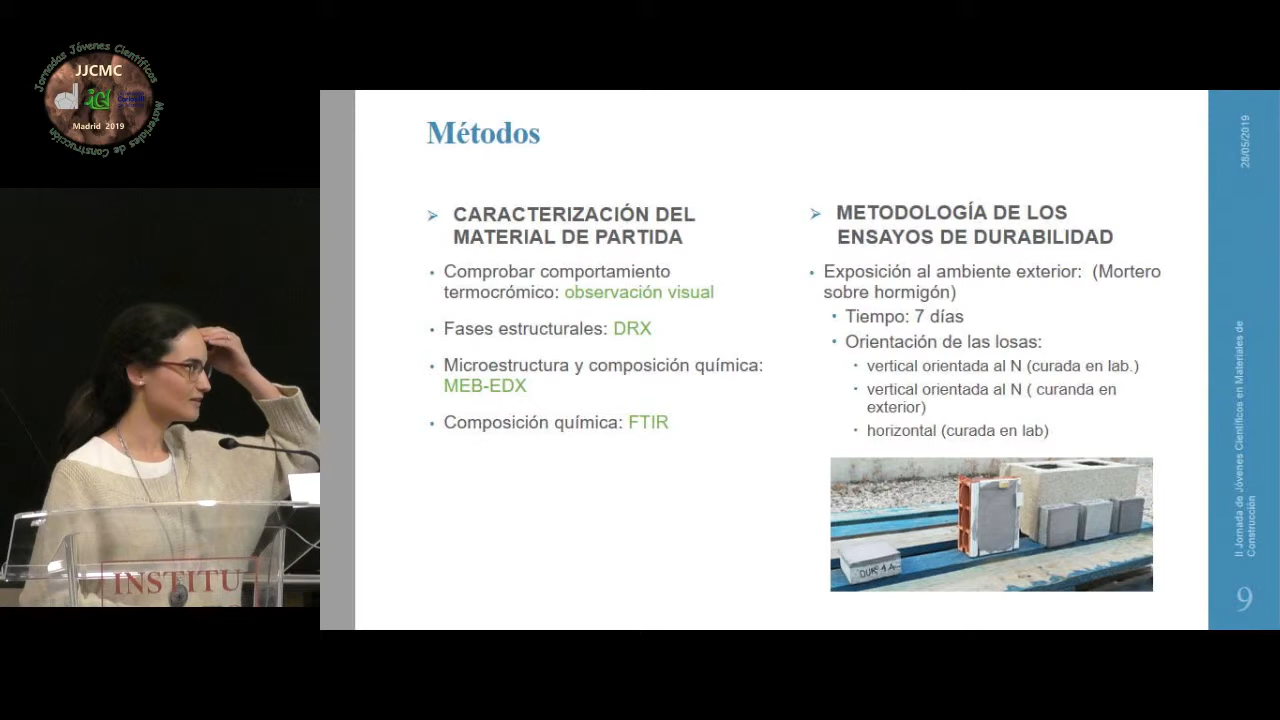 Jornadas Jóvenes Científicos
JJCMC
Madrid 2019
Materiales de Construcción
Métodos
CARACTERIZACIÓN DEL
MATERIAL DE PARTIDA
Comprobar comportamiento
termocrómico: observación visual
Fases estructurales: DRX
Microestructura y composición química:
MEB-EDX
Composición química: FTIR
METODOLOGÍA DE LOS
ENSAYOS DE DURABILIDAD
Exposición al ambiente exterior: (Mortero
sobre hormigón)
Tiempo: 7 días
Orientación de las losas:
vertical orientada al N (curada en lab.)
vertical orientada al N ( curanda en
exterior)
horizontal (curada en lab)
28/05/2019
II Jornada de Jóvenes Científicos en Materiales de
Construcción
9
INSTITU